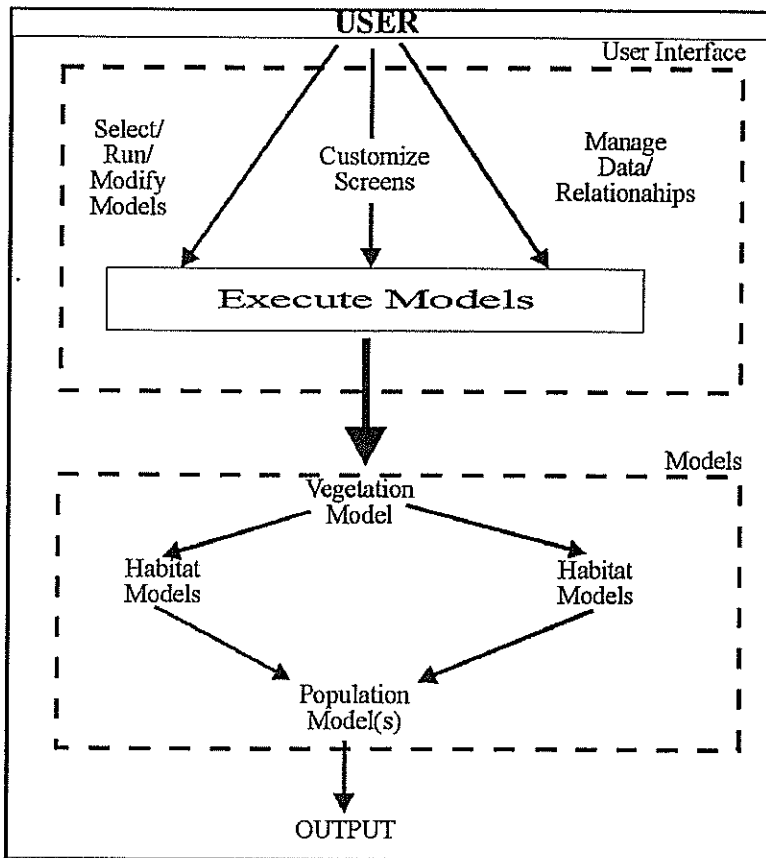 USER
User Interface
Select/
Run/
Modify
Models
Customize
Screens
Manage
Data/
Relationahips
Execute Models
Models
Vegetation
Model
Habitat
Models
Habitat
Models
Population
Model(s)
OUTPUT